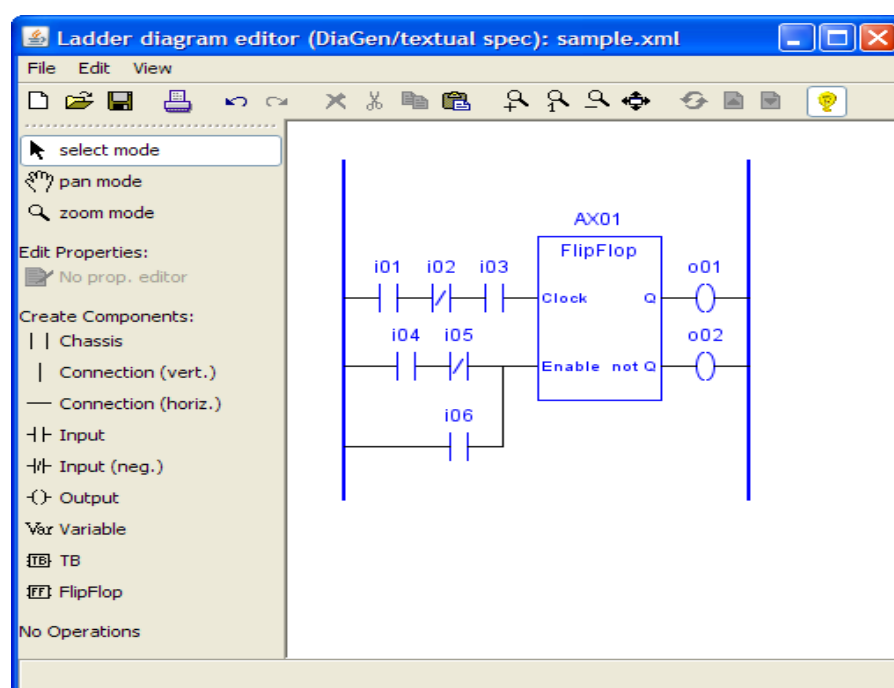 Ladder diagram editor (DiaGen/textual spec): sample.xml
File Edit View
1
select mode
pan mode
zoom mode
Edit Properties:
No prop. editor
Create Components:
Chassis
Connection (vert.)
Connection (horiz.)
Input
Input (neg.)
Output
Var Variable
TB TB
FF FlipFlop
No Operations
AX01
FlipFlop
i01 i02 i03 o01
Clock Q
i04 i05 o02
Enable not Q
i06